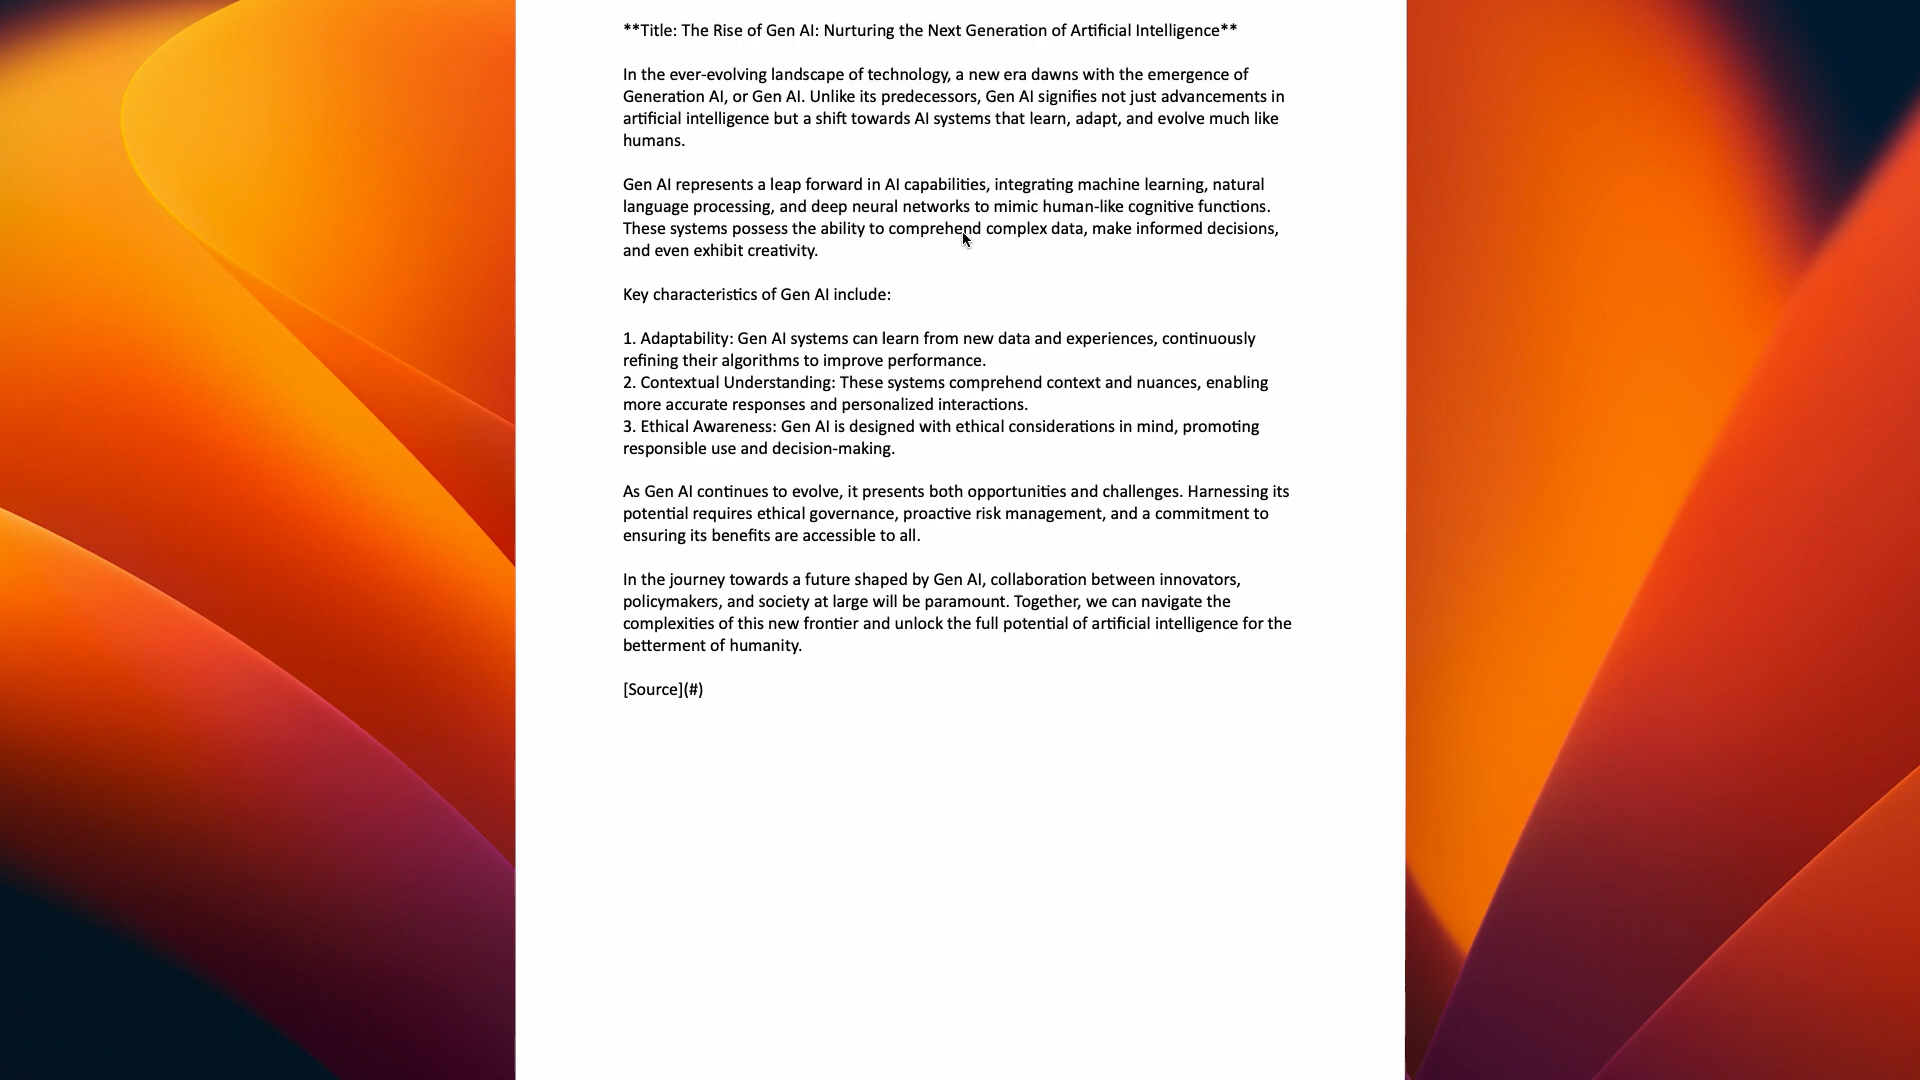 **Title: The Rise of Gen AI: Nurturing the Next Generation of Artificial Intelligence**
In the ever-evolving landscape of technology, a new era dawns with the emergence of
Generation AI, or Gen AI. Unlike its predecessors, Gen AI signifies not just advancements in
artificial intelligence but a shift towards AI systems that learn, adapt, and evolve much like
humans.
Gen AI represents a leap forward in AI capabilities, integrating machine learning, natural
language processing, and deep neural networks to mimic human-like cognitive functions.
These systems possess the ability to comprehend complex data, make informed decisions,
and even exhibit creativity.
Key characteristics of Gen AI include:
1. Adaptability: Gen AI systems can learn from new data and experiences, continuously
refining their algorithms to improve performance.
2. Contextual Understanding: These systems comprehend context and nuances, enabling
more accurate responses and personalized interactions.
3. Ethical Awareness: Gen AI is designed with ethical considerations in mind, promoting
responsible use and decision-making.
As Gen AI continues to evolve, it presents both opportunities and challenges. Harnessing its
potential requires ethical governance, proactive risk management, and a commitment to
ensuring its benefits are accessible to all.
In the journey towards a future shaped by Gen AI, collaboration between innovators,
policymakers, and society at large will be paramount. Together, we can navigate the
complexities of this new frontier and unlock the full potential of artificial intelligence for the
betterment of humanity.
[Source](#)